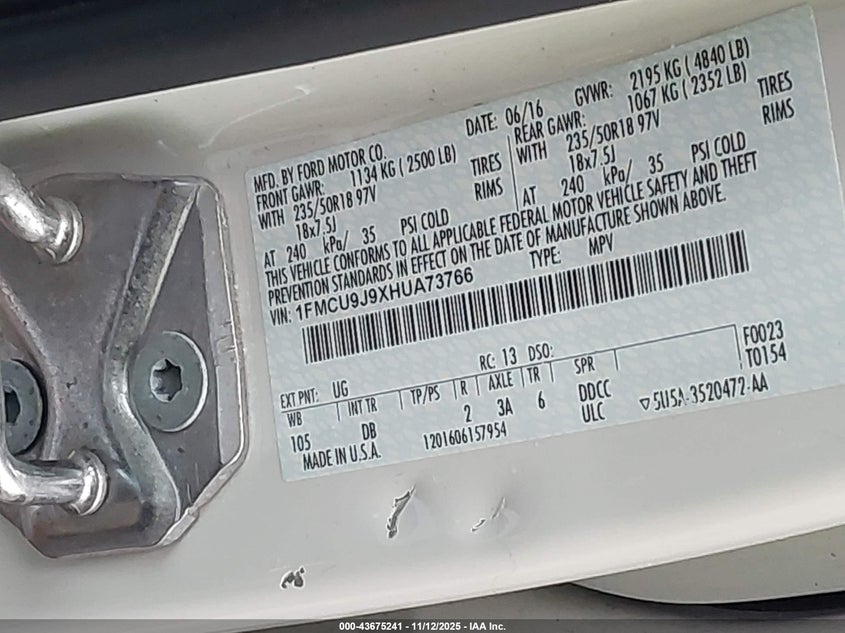 MFD. BY FORD MOTOR CO.
DATE: 06/16 GVWR: 2195 KG ( 4840 LB)
FRONT GAWR: 1134 KG ( 2500 LB)
REAR GAWR: 1067 KG ( 2352 LB)
WITH 235/50R18 97V TIRES
WITH 235/50R18 97V TIRES
18x7.5J RIMS
18x7.5J RIMS
AT 240 kPa/ 35 PSI COLD
AT 240 kPa/ 35 PSI COLD
THIS VEHICLE CONFORMS TO ALL APPLICABLE FEDERAL MOTOR VEHICLE SAFETY AND THEFT
PREVENTION STANDARDS IN EFFECT ON THE DATE OF MANUFACTURE SHOWN ABOVE.
VIN: 1FMCU9J9XHUA73766 TYPE: MPV
EXT PNT: UG RC: 13 DSO: F0023
WB INT TR TP/PS R AXLE TR SPR T0154
105 DB 2 3A 6 DDCC
MADE IN U.S.A. 1201606157954 ULC ▽5U5A-3520472-AA
000-43675241 - 11/12/2025 - IAA Inc.